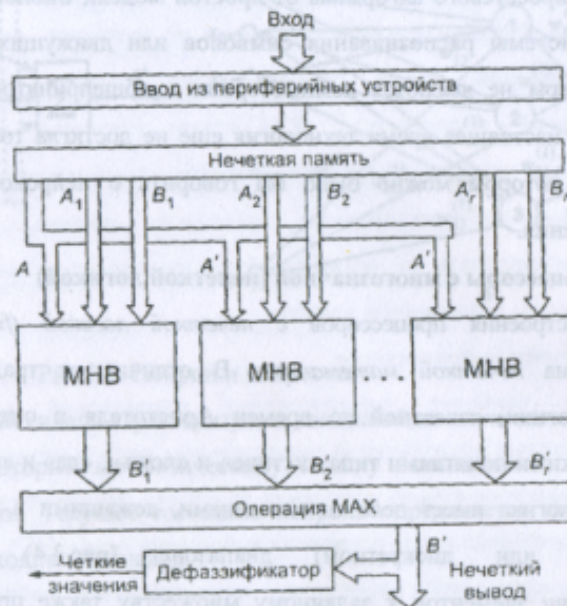 Вход
Ввод из периферийных устройств
Нечеткая память
A₁ B₁ A₂ B₂ Aᵣ Bᵣ
A A' A'
МНВ МНВ .... МНВ
B'₁ B'₂ B'ᵣ
Операция MAX
B'
Четкие значения
Дефаззификатор
Нечеткий вывод